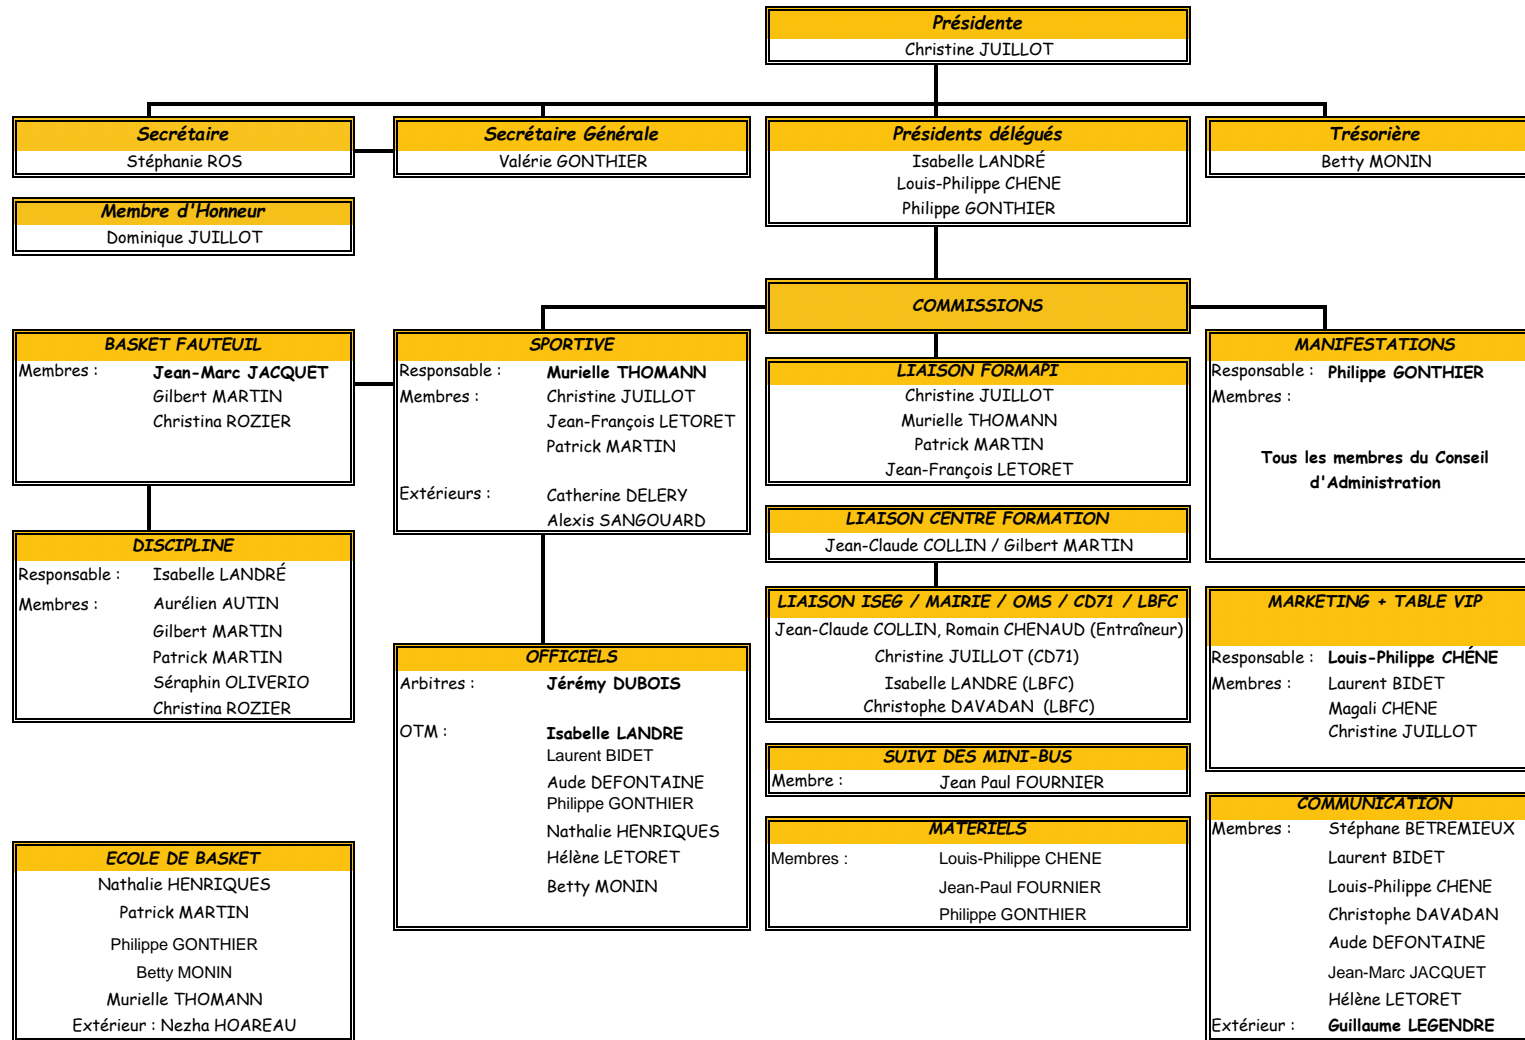 Présidente
Christine JUILLOT
Secrétaire
Stéphanie ROS
Secrétaire Générale
Valérie GONTHIER
Présidents délégués
Isabelle LANDRÉ
Louis-Philippe CHENE
Philippe GONTHIER
Trésorière
Betty MONIN
Membre d'Honneur
Dominique JUILLOT
COMMISSIONS
BASKET FAUTEUIL
Membres : Jean-Marc JACQUET
Gilbert MARTIN
Christina ROZIER
SPORTIVE
Responsable : Murielle THOMANN
Membres : Christine JUILLOT
Jean-François LETORET
Patrick MARTIN
Extérieurs : Catherine DELERY
Alexis SANGOUARD
LIAISON FORMAPI
Christine JUILLOT
Murielle THOMANN
Patrick MARTIN
Jean-François LETORET
MANIFESTATIONS
Responsable : Philippe GONTHIER
Membres :
Tous les membres du Conseil
d'Administration
LIAISON CENTRE FORMATION
Jean-Claude COLLIN / Gilbert MARTIN
DISCIPLINE
Responsable : Isabelle LANDRÉ
Membres : Aurélien AUTIN
Gilbert MARTIN
Patrick MARTIN
Séraphin OLIVERIO
Christina ROZIER
LIAISON ISEG / MAIRIE / OMS / CD71 / LBFC
Jean-Claude COLLIN, Romain CHENAUD (Entraîneur)
Christine JUILLOT (CD71)
Isabelle LANDRE (LBFC)
Christophe DAVADAN (LBFC)
MARKETING + TABLE VIP
Responsable : Louis-Philippe CHÉNE
Membres : Laurent BIDET
Magali CHENE
Christine JUILLOT
OFFICIELS
Arbitres : Jérémy DUBOIS
OTM : Isabelle LANDRE
Laurent BIDET
Aude DEFONTAINE
Philippe GONTHIER
Nathalie HENRIQUES
Hélène LETORET
Betty MONIN
SUIVI DES MINI-BUS
Membre : Jean Paul FOURNIER
MATERIELS
Membres : Louis-Philippe CHENE
Jean-Paul FOURNIER
Philippe GONTHIER
COMMUNICATION
Membres : Stéphane BETREMIEUX
Laurent BIDET
Louis-Philippe CHENE
Christophe DAVADAN
Aude DEFONTAINE
Jean-Marc JACQUET
Hélène LETORET
Extérieur : Guillaume LEGENDRE
ECOLE DE BASKET
Nathalie HENRIQUES
Patrick MARTIN
Philippe GONTHIER
Betty MONIN
Murielle THOMANN
Extérieur : Nezha HOAREAU